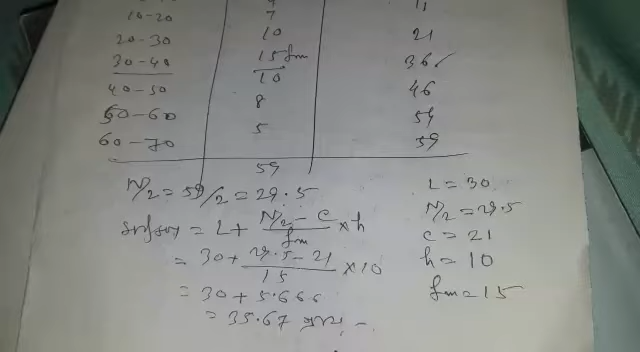 10-20 7 11
20-30 10 21
30-40 15 fm 36
40-50 10 46
50-60 8 54
60-70 5 59
59
N/2 = 59/2 = 29.5
L = 30
N/2 = 29.5
= L + N/2 - C / fm × h
C = 21
= 30 + 29.5 - 21 / 15 × 10
h = 10
= 30 + 5.666
fm = 15
= 35.67